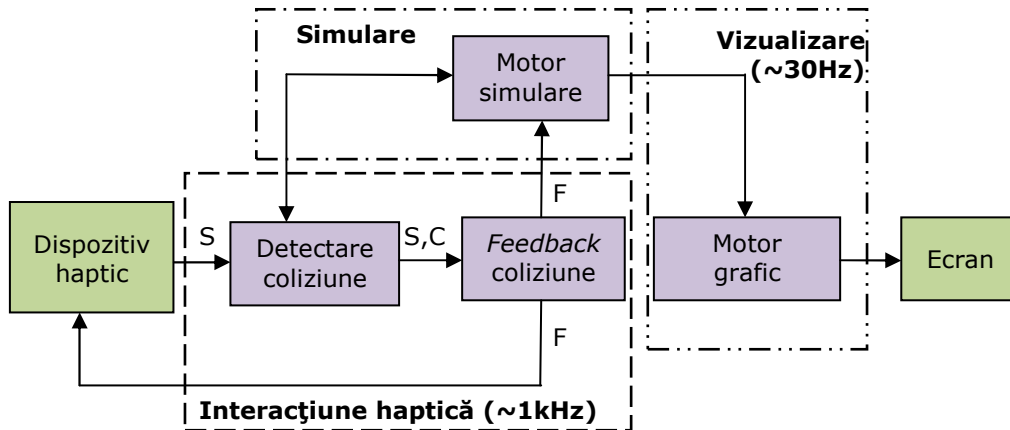 Simulare
Motor
simulare
Vizualizare
(~30Hz)
F
Dispozitiv
haptic
S
Detectare
coliziune
S,C
Feedback
coliziune
Motor
grafic
Ecran
F
Interacţiune haptică (~1kHz)